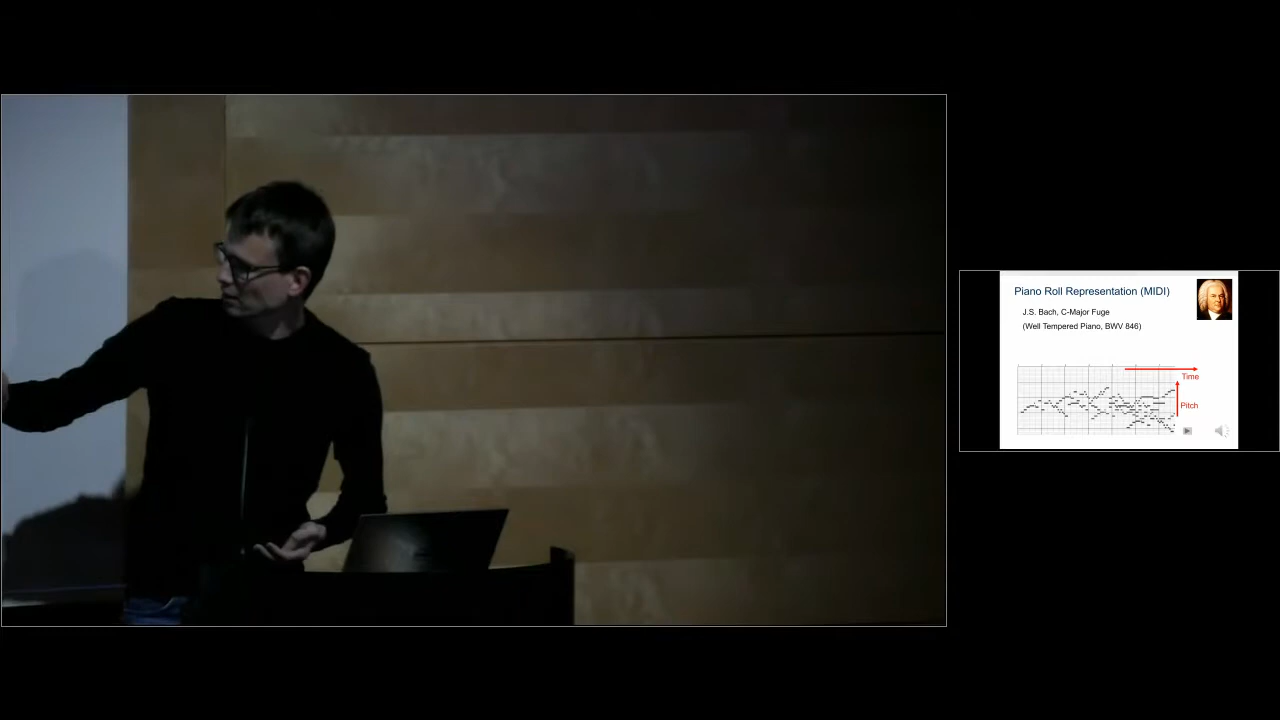 Piano Roll Representation (MIDI)
J.S. Bach, C-Major Fuge
(Well Tempered Piano, BWV 846)
Time
Pitch